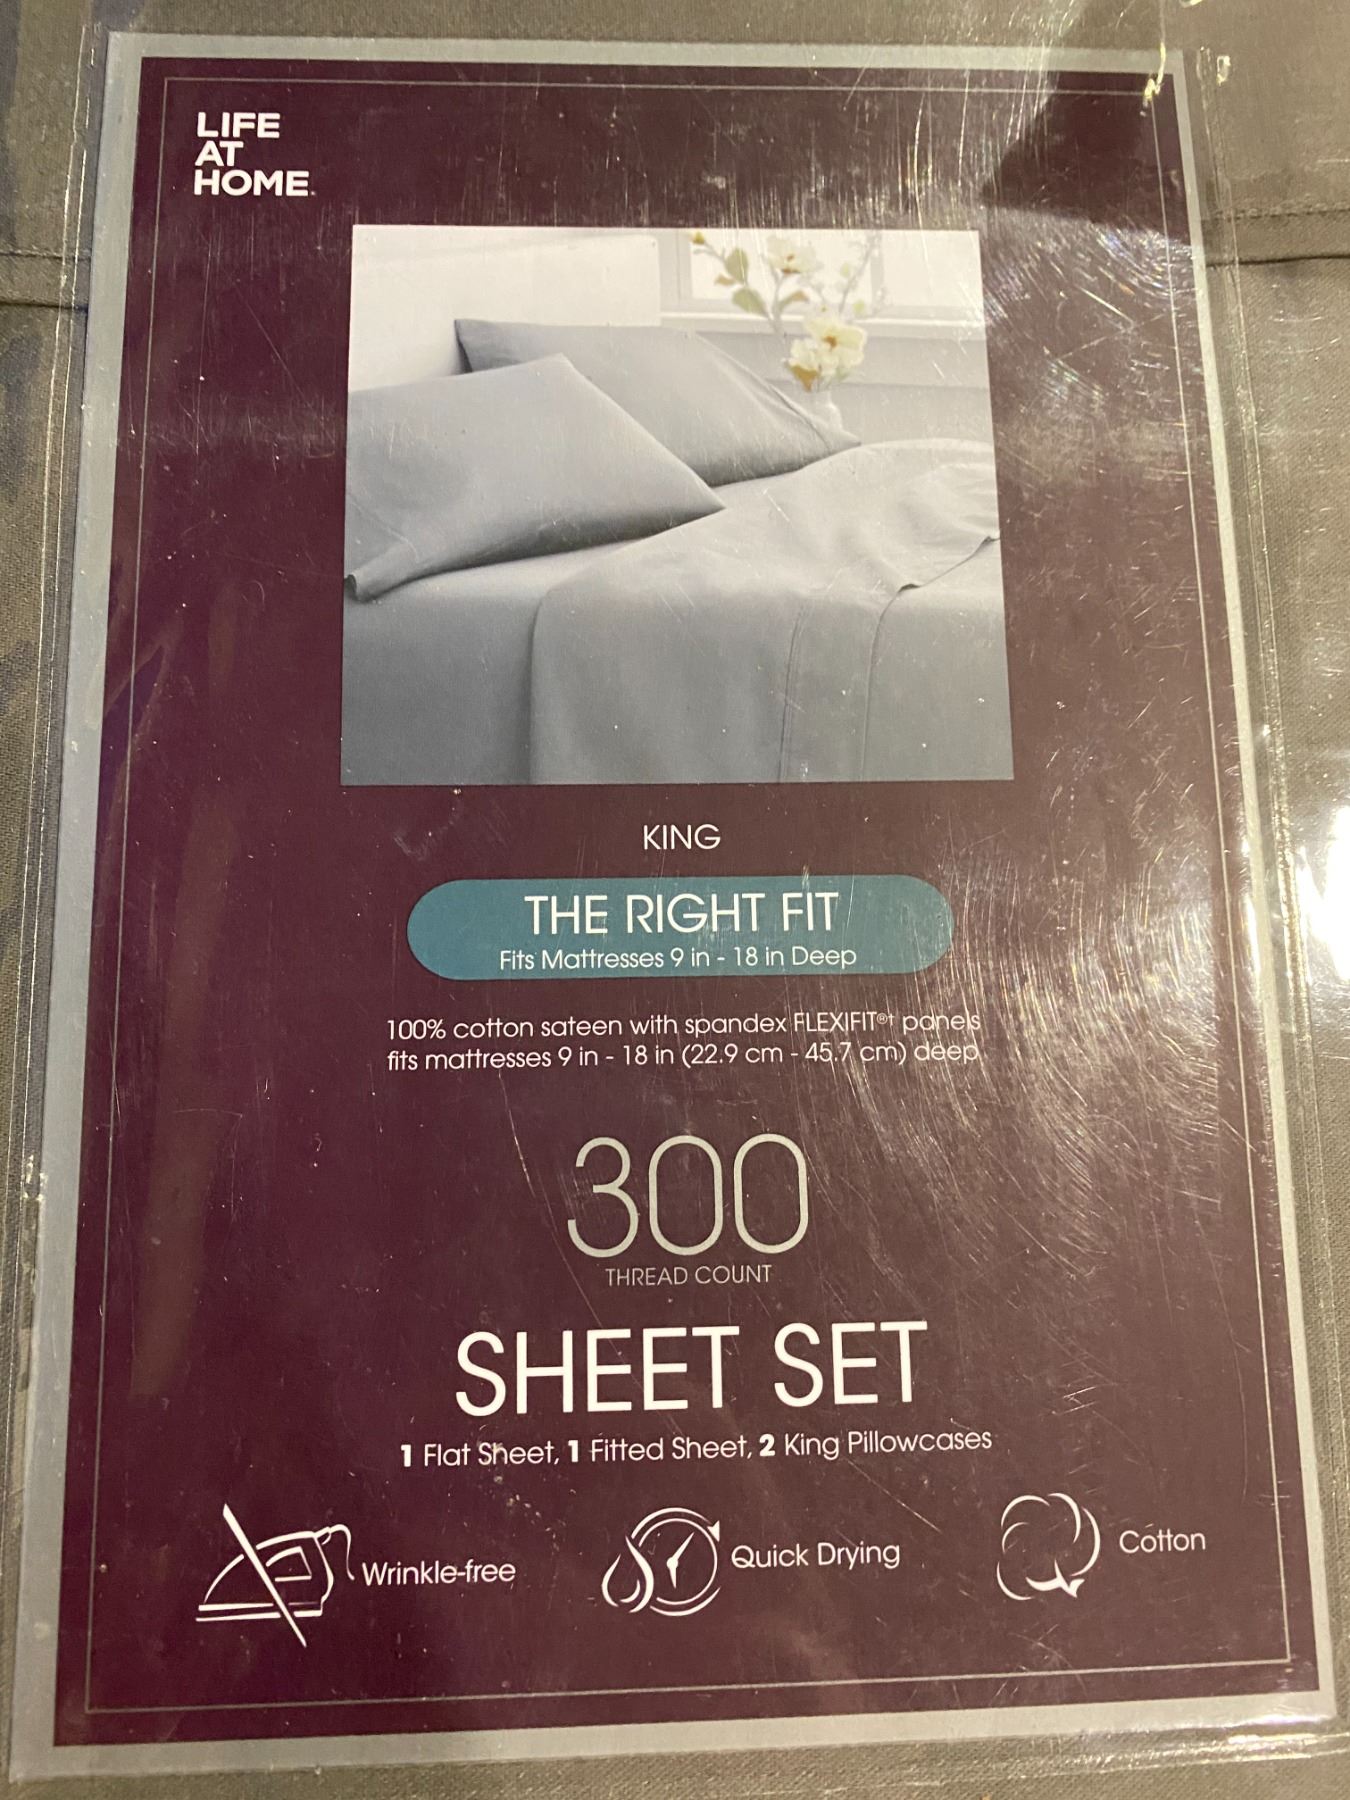 LIFE
AT
HOME.
KING
THE RIGHT FIT
Fits Mattresses 9 in - 18 in Deep
100% cotton sateen with spandex FLEXIFIT®† panels
fits mattresses 9 in - 18 in (22.9 cm - 45.7 cm) deep
300
THREAD COUNT
SHEET SET
1 Flat Sheet, 1 Fitted Sheet, 2 King Pillowcases
Wrinkle-free
Quick Drying
Cotton